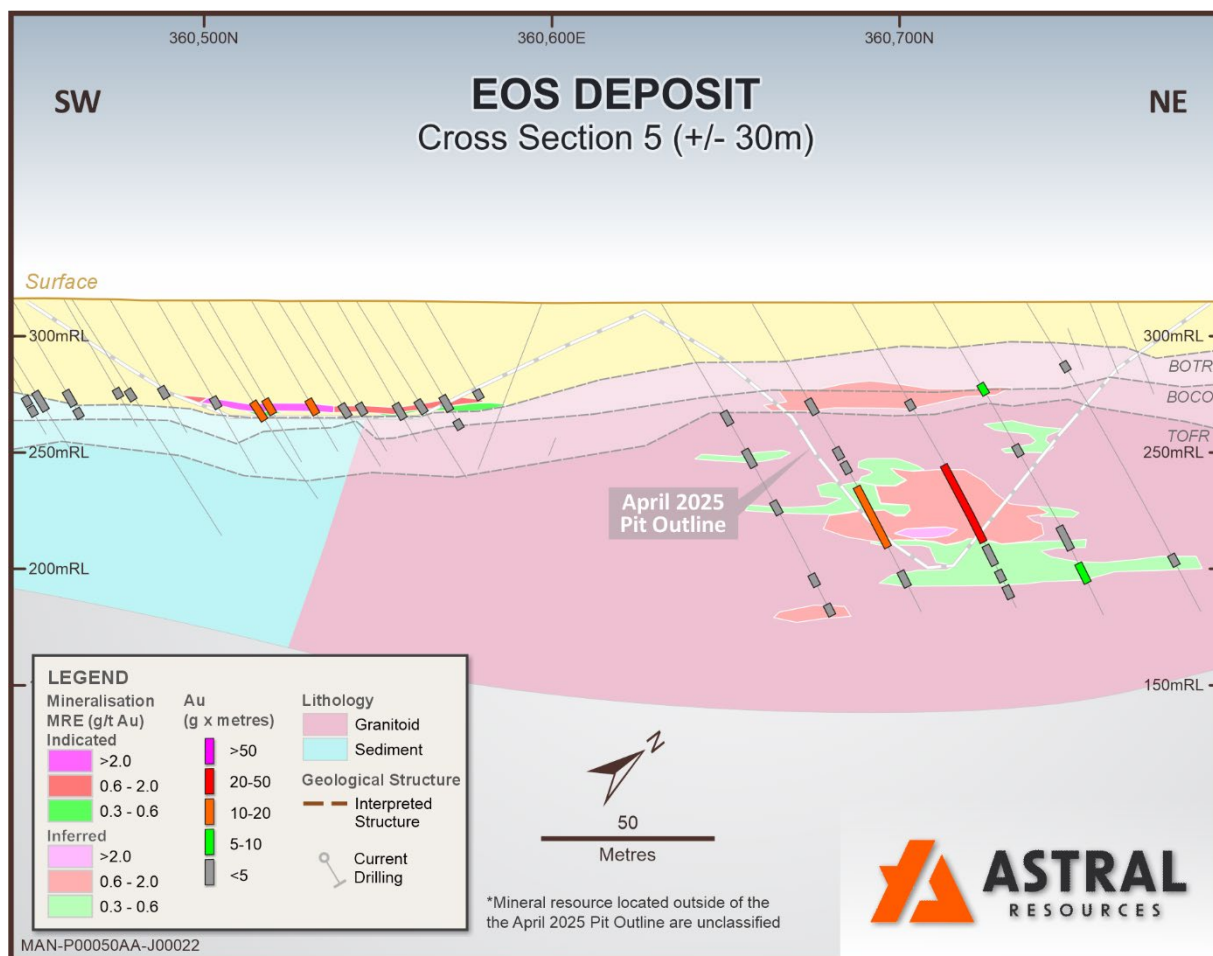 360,500N
360,600E
360,700N
SW
EOS DEPOSIT
NE
Cross Section 5 (+/- 30m)
Surface
300mRL
300mRL
BOTR
BOCO
TOFR
250mRL
250mRL
April 2025
Pit Outline
200mRL
200mRL
150mRL
LEGEND
Mineralisation
MRE (g/t Au)
Indicated
>2.0
0.6 - 2.0
0.3 - 0.6
Inferred
>2.0
0.6 - 2.0
0.3 - 0.6
Au
(g x metres)
>50
20-50
10-20
5-10
<5
Lithology
Granitoid
Sediment
Geological Structure
Interpreted
Structure
Current
Drilling
N
50
Metres
*Mineral resource located outside of the
the April 2025 Pit Outline are unclassified
ASTRAL
RESOURCES
MAN-P00050AA-J00022